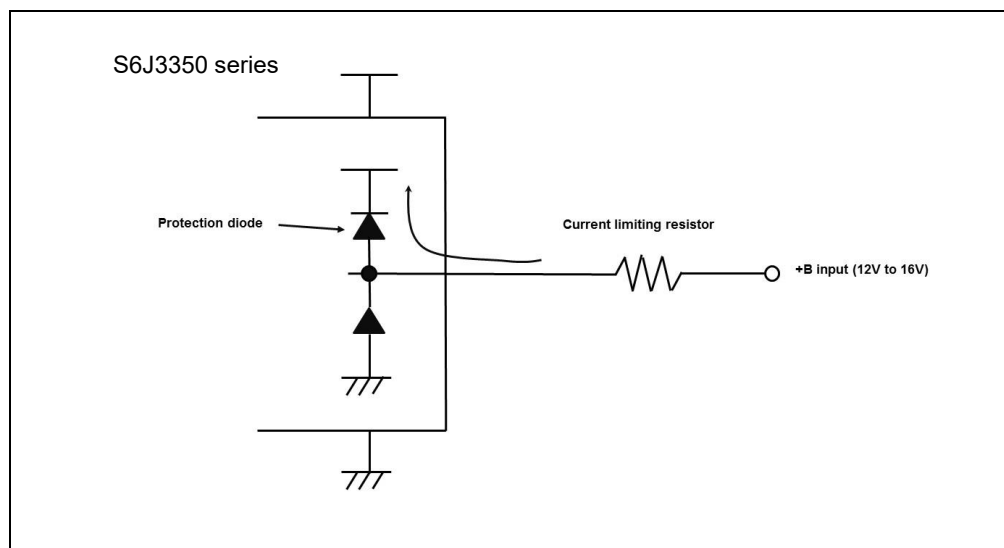 S6J3350 series
Protection diode
Current limiting resistor
+B input (12V to 16V)